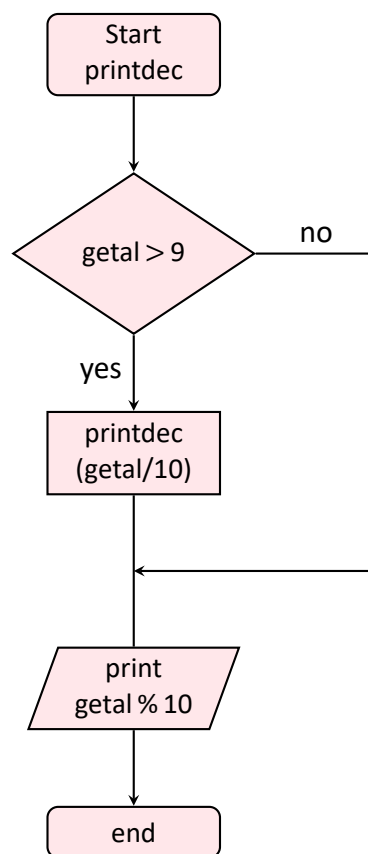 Start
printdec
getal > 9
no
yes
printdec
(getal/10)
print
getal % 10
end